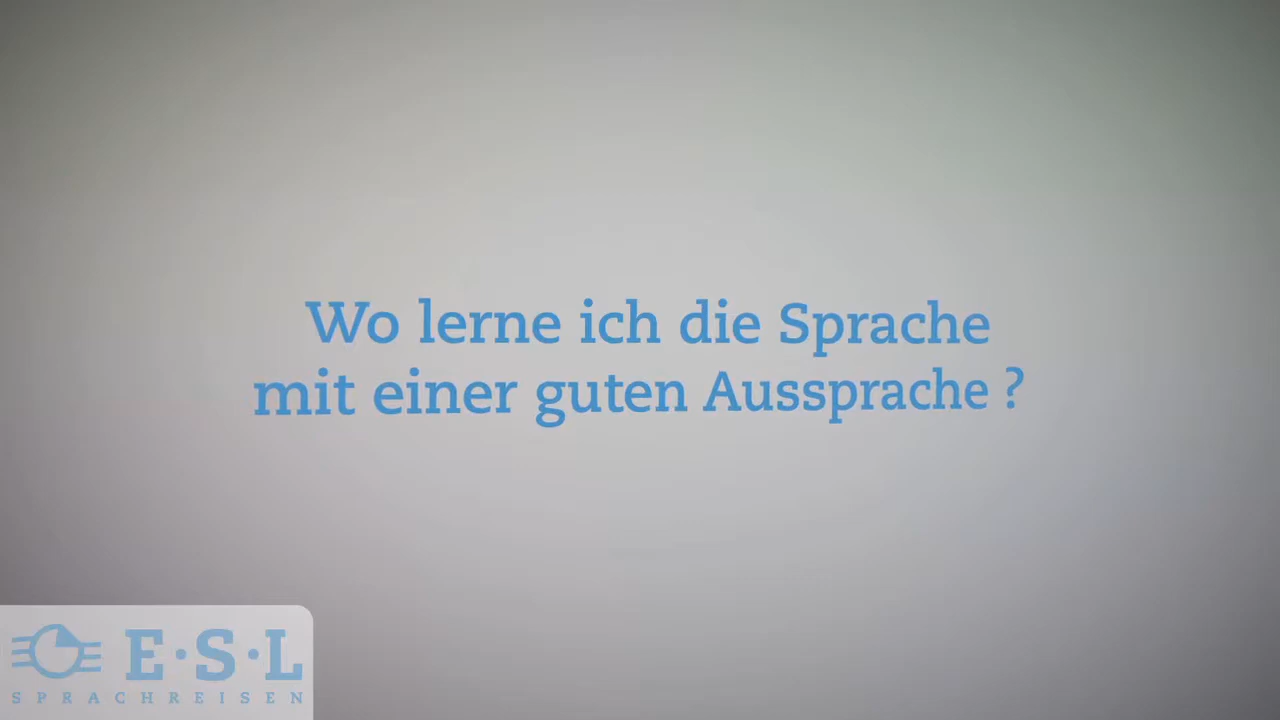 Wo lerne ich die Sprache
mit einer guten Aussprache ?
E·S·L
SPRACHREISEN